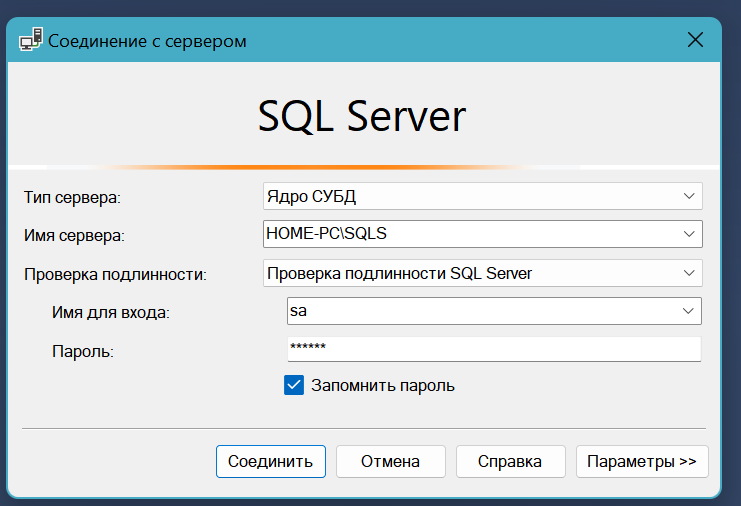 Соединение с сервером
SQL Server
Тип сервера: Ядро СУБД
Имя сервера: HOME-PC\SQLS
Проверка подлинности: Проверка подлинности SQL Server
Имя для входа: sa
Пароль: ******
Запомнить пароль
Соединить Отмена Справка Параметры >>